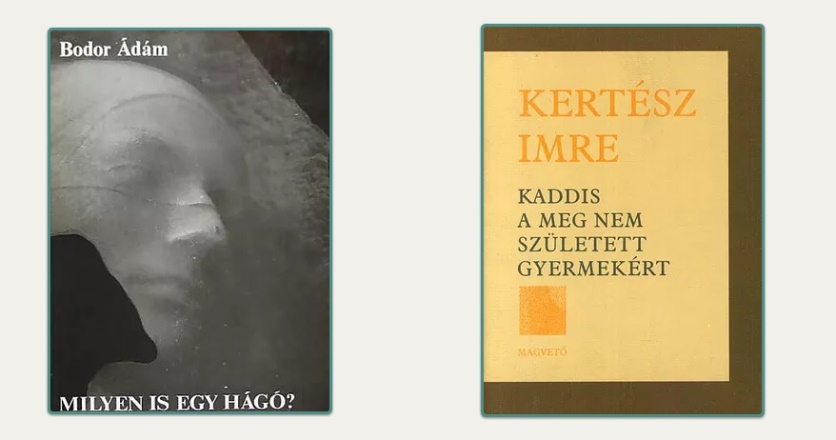 Bodor Ádám
MILYEN IS EGY HÁGÓ?
KERTÉSZ
IMRE
KADDIS
A MEG NEM
SZÜLETETT
GYERMEKÉRT
MAGVETŐ